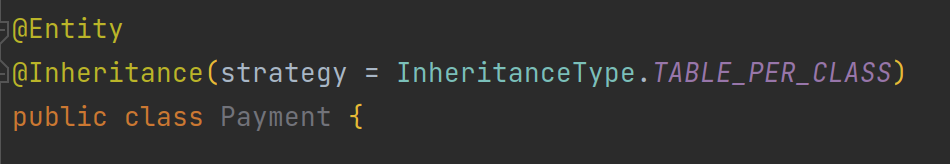 @Entity
@Inheritance(strategy = InheritanceType.TABLE_PER_CLASS)
public class Payment {